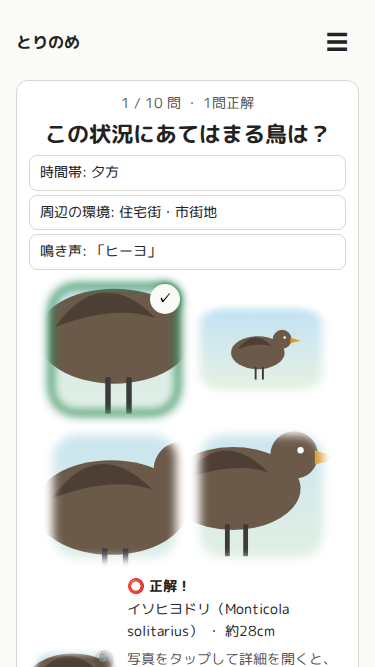 とりのめ
1 / 10 問 · 1問正解
この状況にあてはまる鳥は？
時間帯: 夕方
周辺の環境: 住宅街・市街地
鳴き声: 「ヒーヨ」
✓
⭕ 正解！
イソヒヨドリ（Monticola
solitarius） · 約28cm
写真をタップして詳細を開くと、